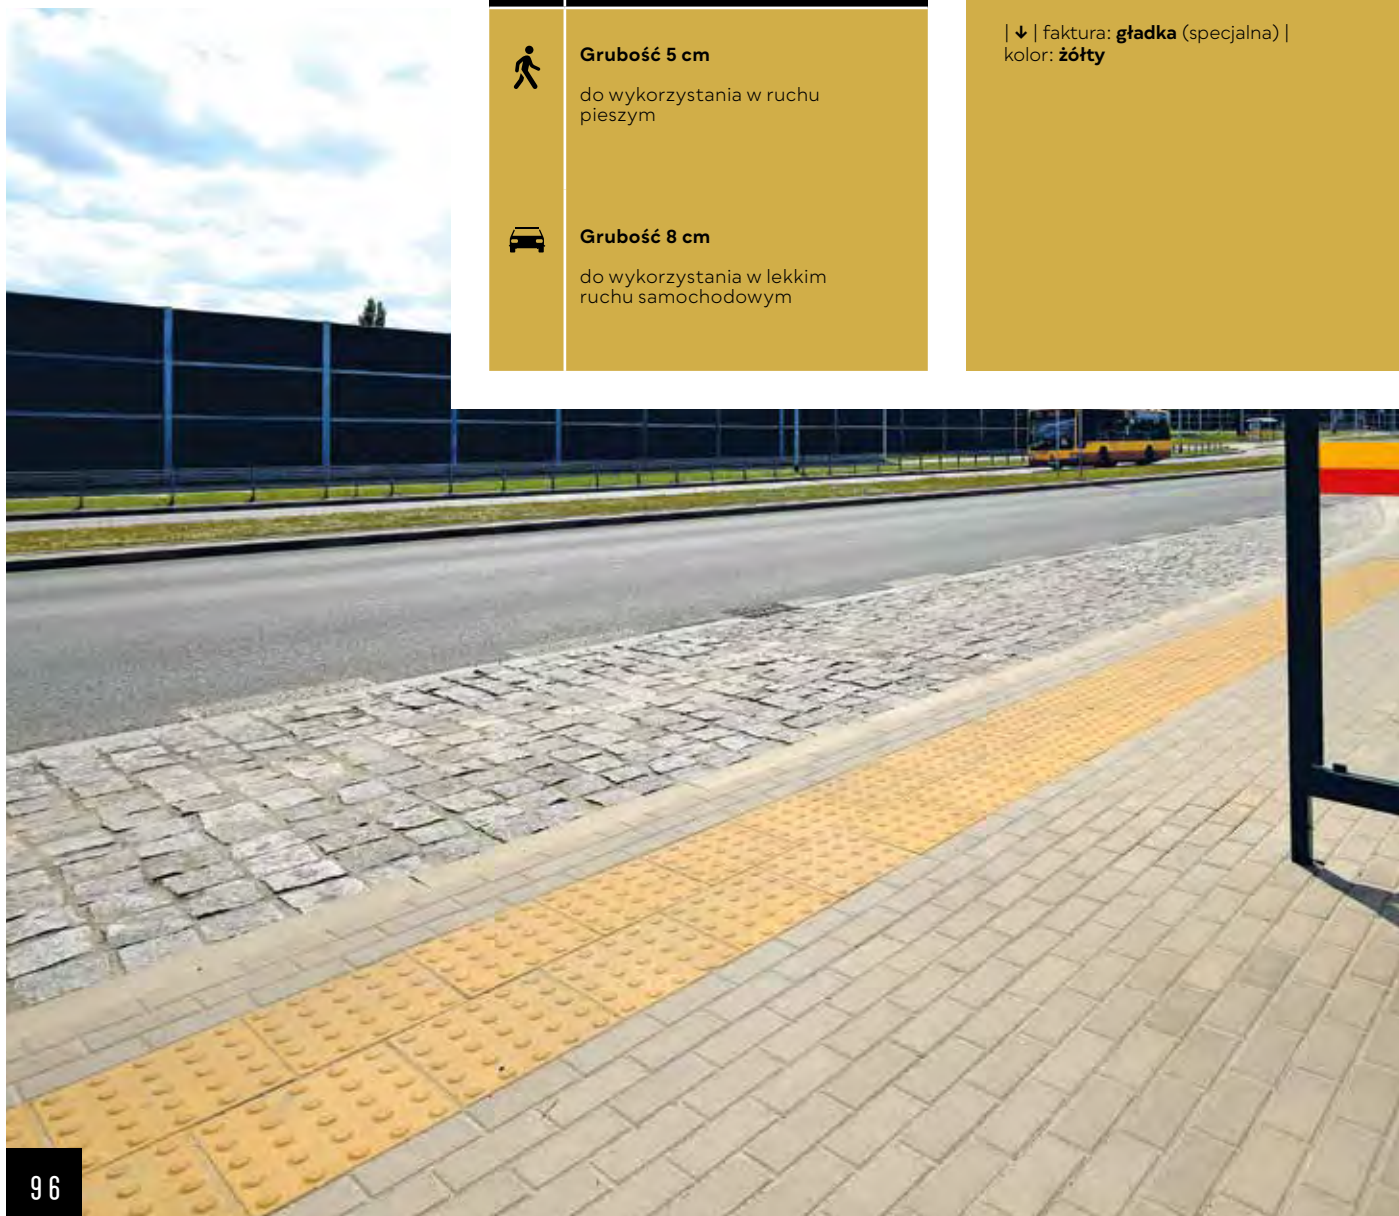 Grubość 5 cm
do wykorzystania w ruchu
pieszym
Grubość 8 cm
do wykorzystania w lekkim
ruchu samochodowym
| ↓ | faktura: gładka (specjalna) |
kolor: żółty
96